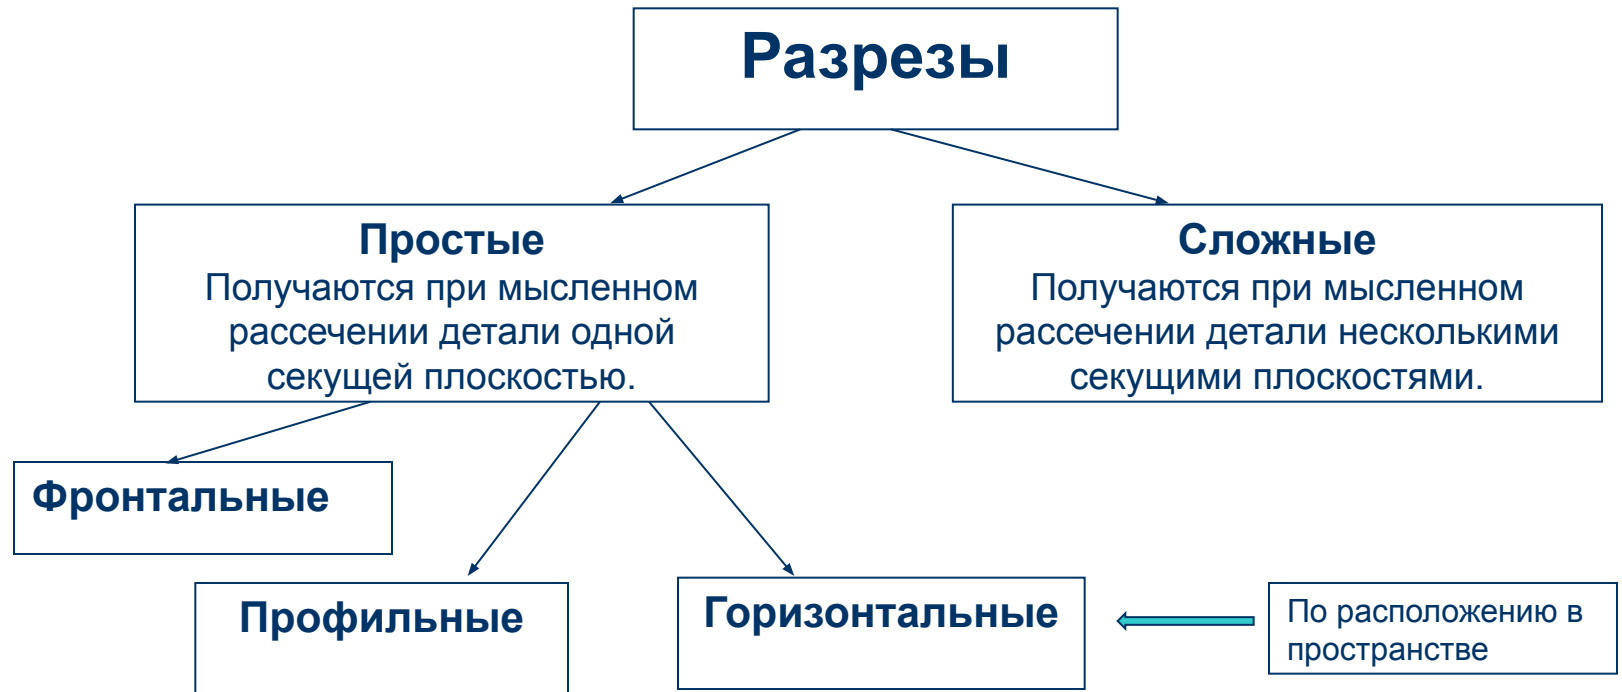 Разрезы
Простые
Получаются при мысленном
рассечении детали одной
секущей плоскостью.
Сложные
Получаются при мысленном
рассечении детали несколькими
секущими плоскостями.
Фронтальные
Профильные
Горизонтальные
По расположению в
пространстве